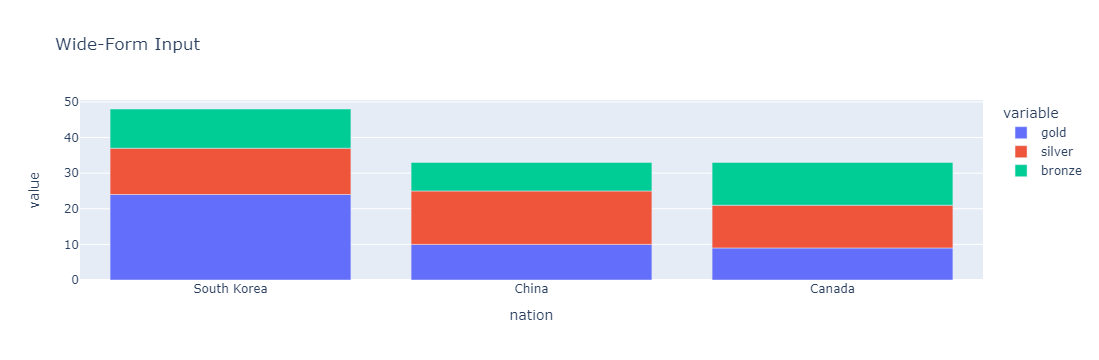 Wide-Form Input
50
40
30
20
10
0
value
South Korea
China
Canada
nation
variable
gold
silver
bronze